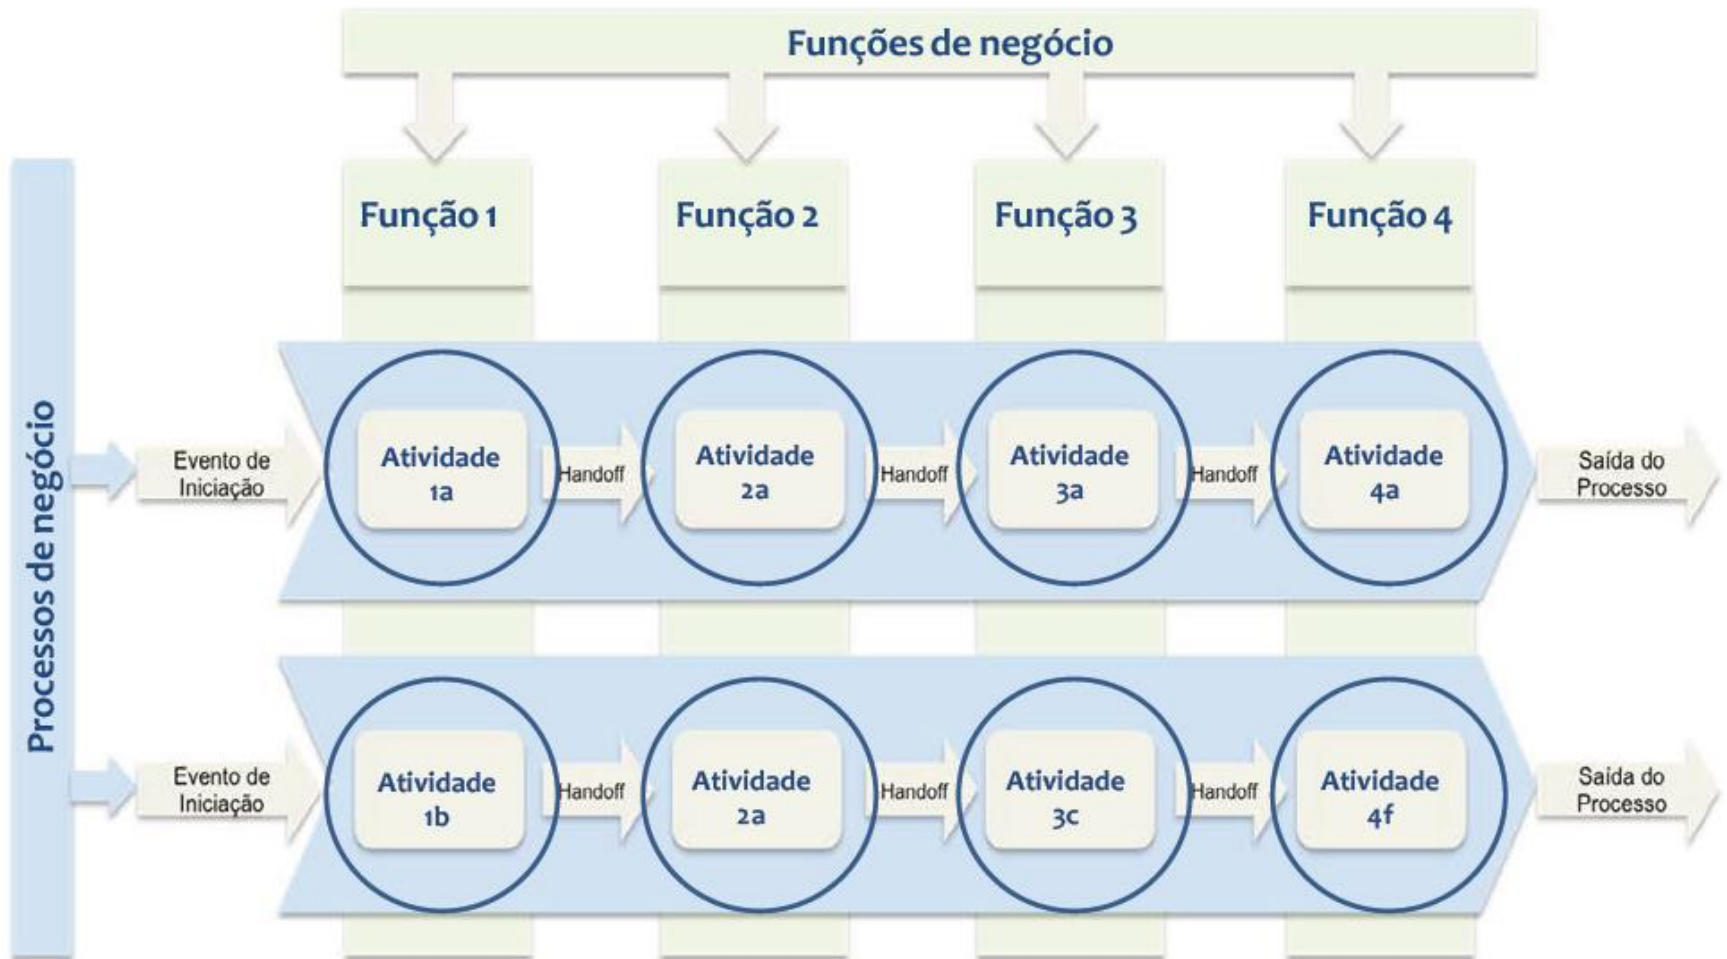 Funções de negócio
Função 1
Função 2
Função 3
Função 4
Processos de negócio
Evento de
Iniciação
Atividade
1a
Handoff
Atividade
2a
Handoff
Atividade
3a
Handoff
Atividade
4a
Saída do
Processo
Evento de
Iniciação
Atividade
1b
Handoff
Atividade
2a
Handoff
Atividade
3c
Handoff
Atividade
4f
Saída do
Processo